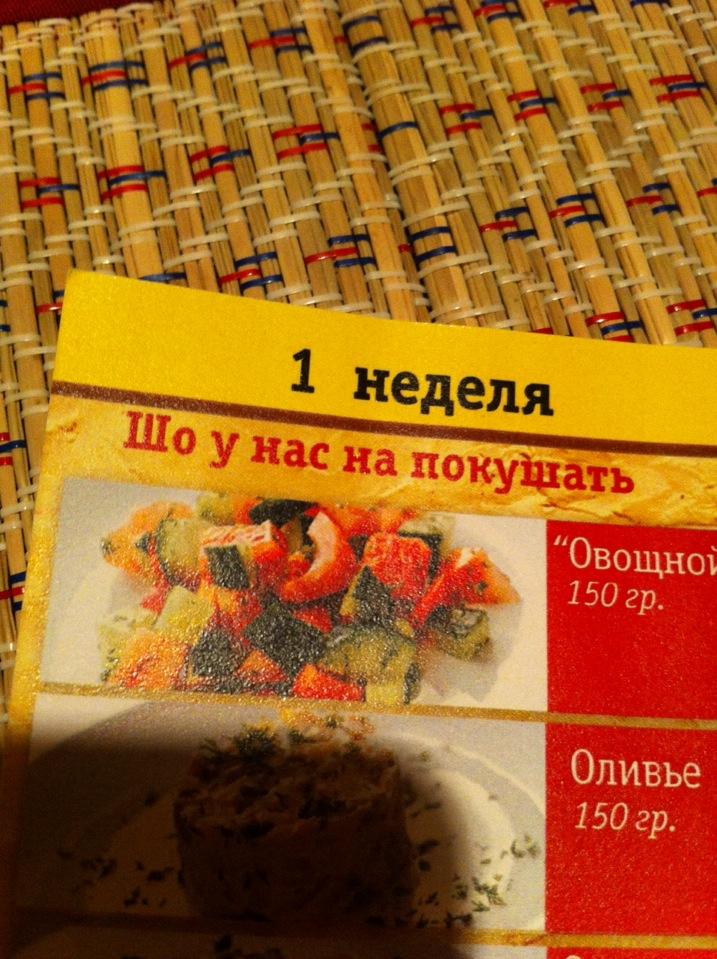 1 неделя
Шо у нас на покушать
“Овощной
150 гр.
Оливье
150 гр.